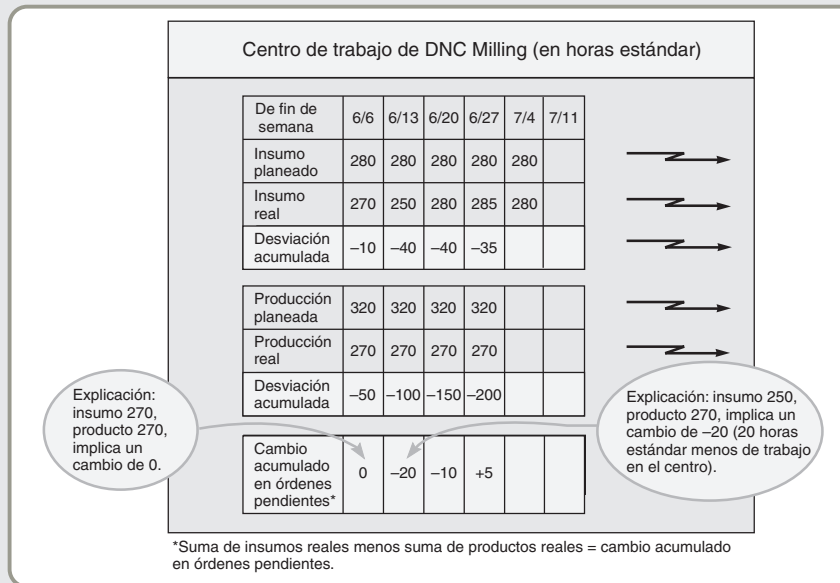 Centro de trabajo de DNC Milling (en horas estándar)
De fin de
semana
6/6 6/13 6/20 6/27 7/4 7/11
Insumo
planeado
280 280 280 280 280
Insumo
real
270 250 280 285 280
Desviación
acumulada
–10 –40 –40 –35
Producción
planeada
320 320 320 320
Producción
real
270 270 270 270
Desviación
acumulada
–50 –100 –150 –200
Explicación:
insumo 270,
producto 270,
implica un
cambio de 0.
Cambio
acumulado
en órdenes
pendientes*
0 –20 –10 +5
Explicación: insumo 250,
producto 270, implica un
cambio de –20 (20 horas
estándar menos de trabajo
en el centro).
*Suma de insumos reales menos suma de productos reales = cambio acumulado
en órdenes pendientes.